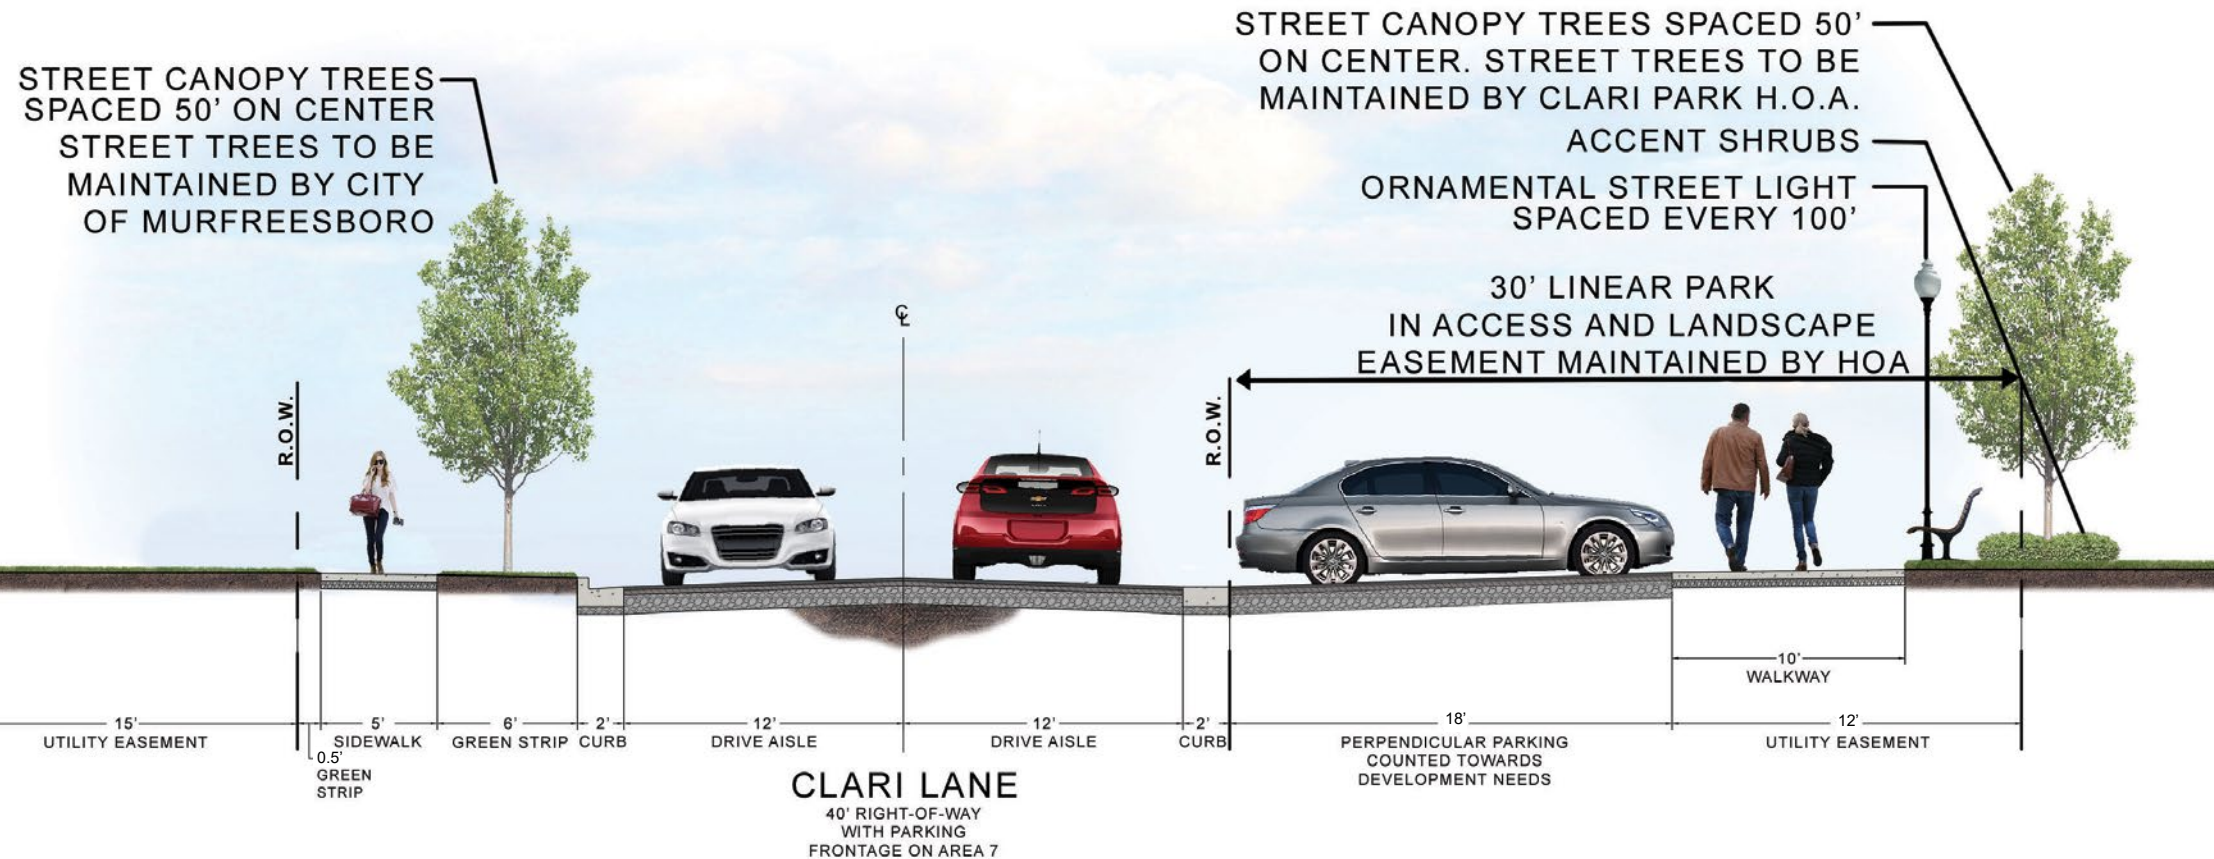 STREET CANOPY TREES
SPACED 50' ON CENTER
STREET TREES TO BE
MAINTAINED BY CITY
OF MURFREESBORO
STREET CANOPY TREES SPACED 50'
ON CENTER. STREET TREES TO BE
MAINTAINED BY CLARI PARK H.O.A.
ACCENT SHRUBS
ORNAMENTAL STREET LIGHT
SPACED EVERY 100'
30' LINEAR PARK
IN ACCESS AND LANDSCAPE
EASEMENT MAINTAINED BY HOA
℄
R.O.W.
R.O.W.
10'
WALKWAY
15'
UTILITY EASEMENT
0.5'
GREEN
STRIP
5'
SIDEWALK
6'
GREEN STRIP
2'
CURB
12'
DRIVE AISLE
12'
DRIVE AISLE
2'
CURB
18'
PERPENDICULAR PARKING
COUNTED TOWARDS
DEVELOPMENT NEEDS
12'
UTILITY EASEMENT
CLARI LANE
40' RIGHT-OF-WAY
WITH PARKING
FRONTAGE ON AREA 7